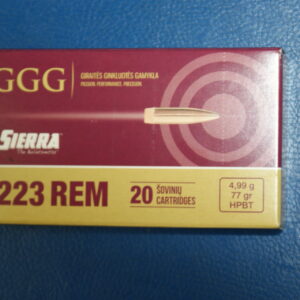 GGG
GIRAITĖS GINKLUOTĖS GAMYKLA
PASSION. PERFORMANCE. PRECISION.
SIERRA
The Bulletsmiths
223 REM
20 ŠOVINIŲ
CARTRIDGES
4,99 g
77 gr
HPBT